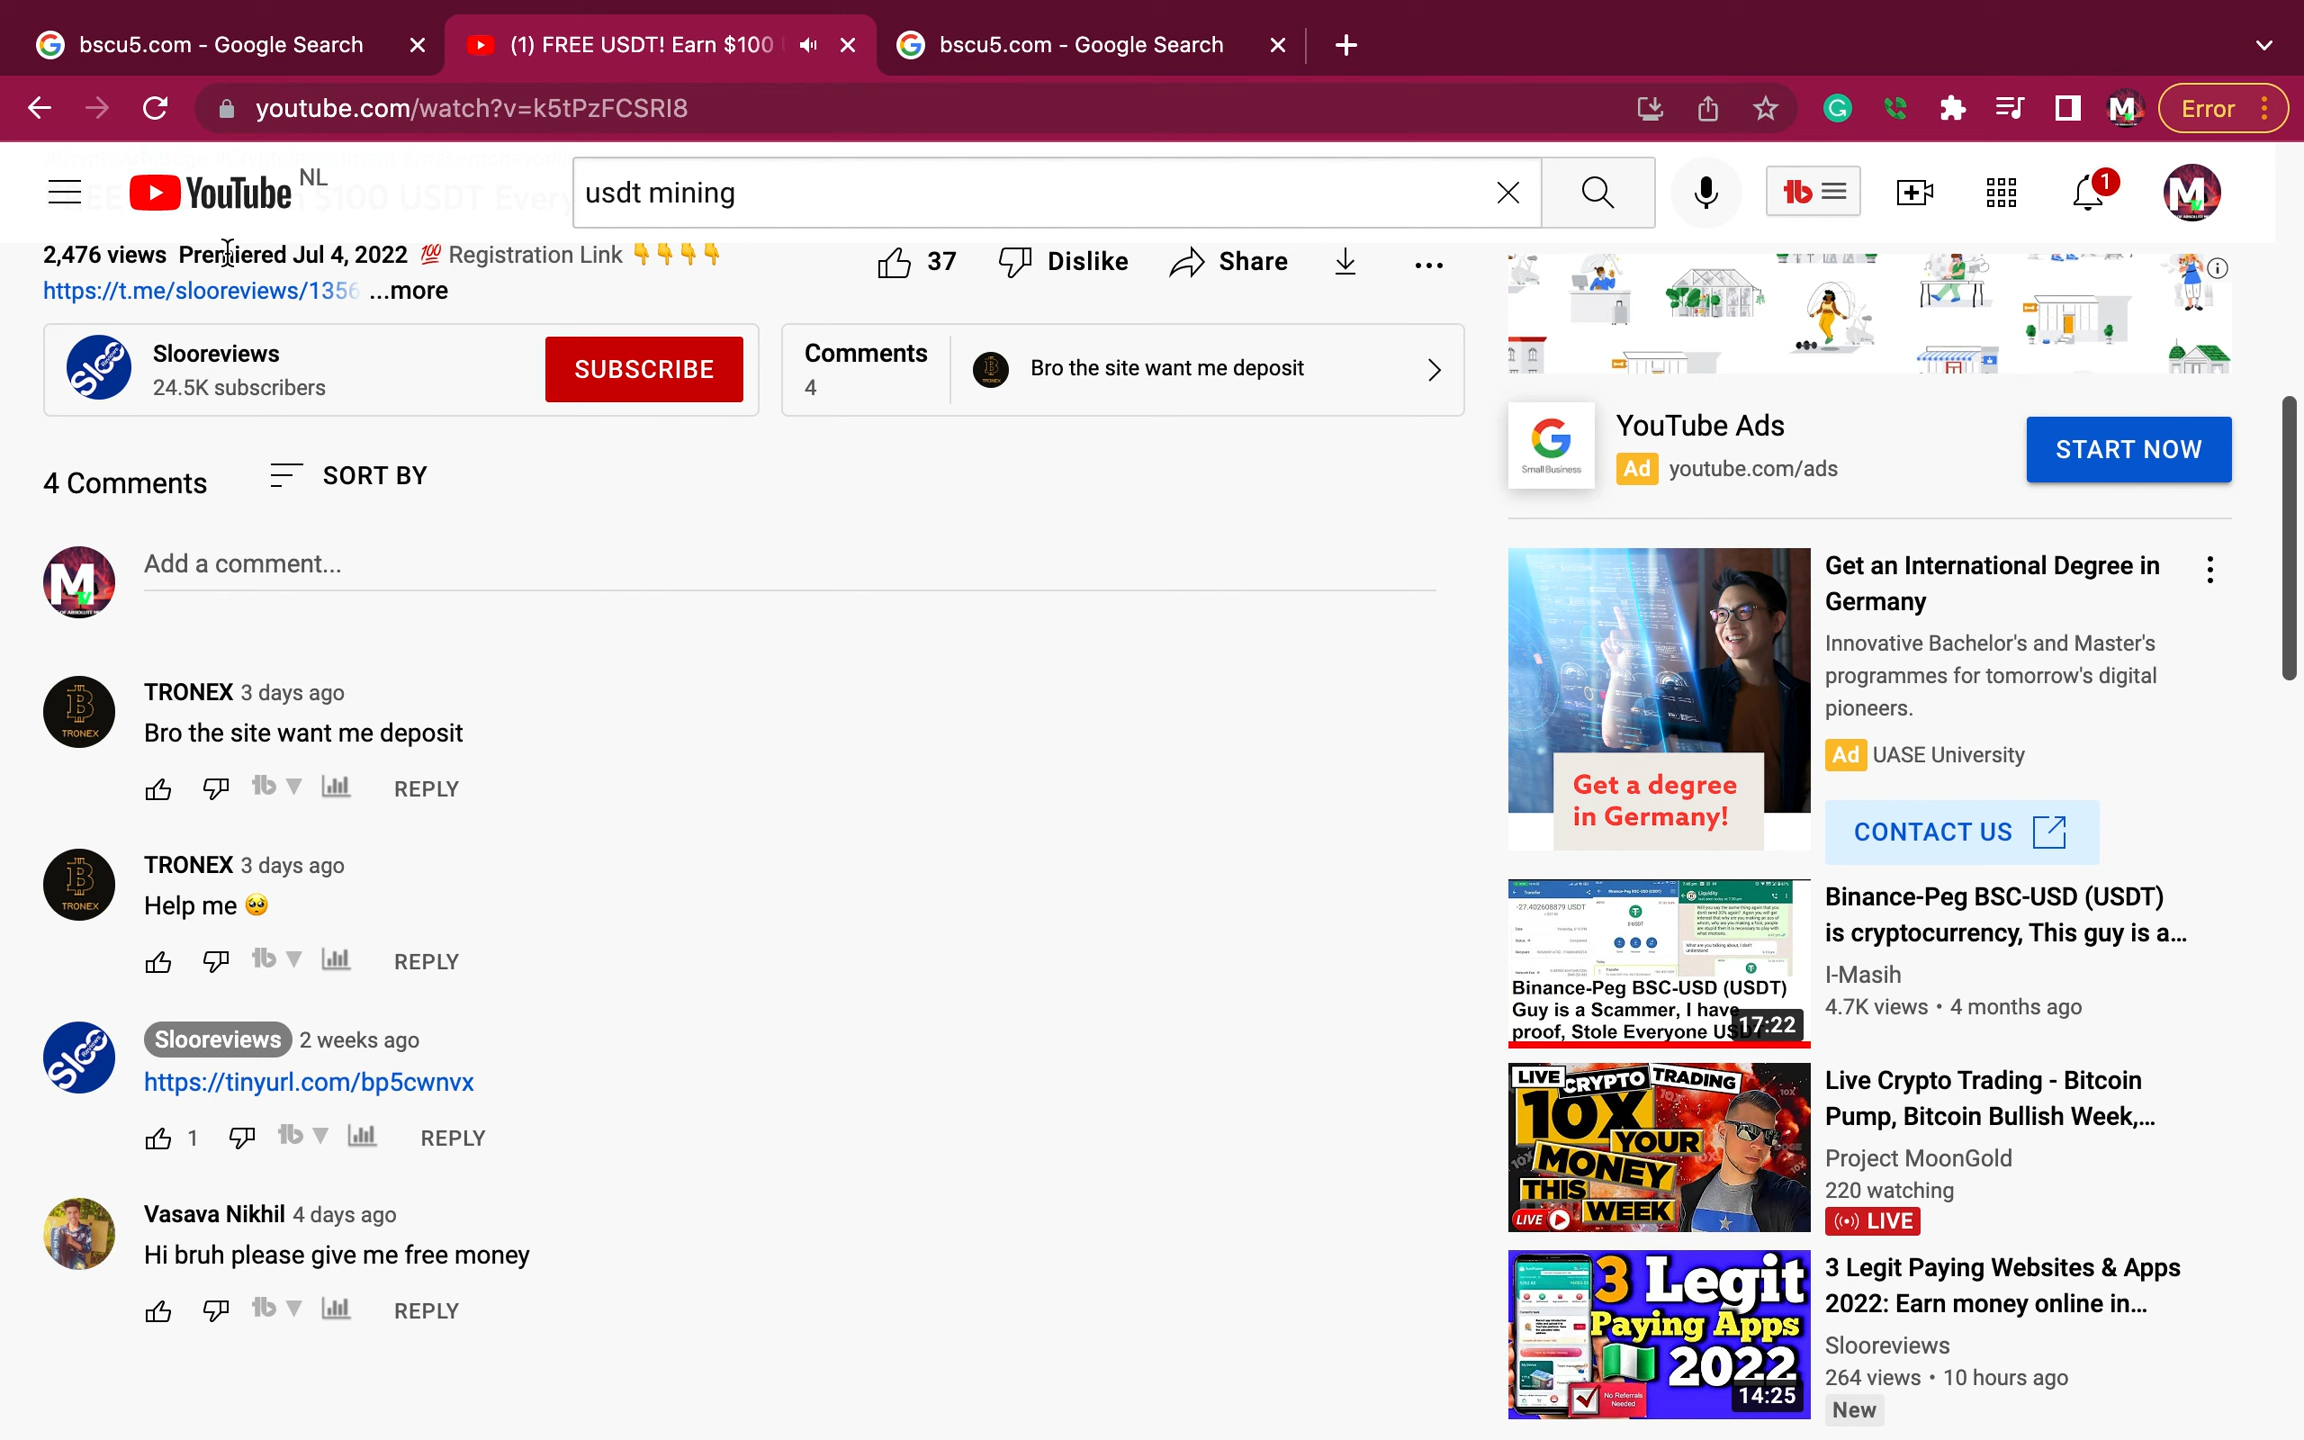 bscu5.com - Google Search
(1) FREE USDT! Earn $100
bscu5.com - Google Search
youtube.com/watch?v=k5tPzFCSRI8
Error
YouTube NL
usdt mining
1
2,476 views Premiered Jul 4, 2022 💯 Registration Link 👇👇👇👇
https://t.me/slooreviews/1356 ...more
37
Dislike
Share
Slooreviews
24.5K subscribers
SUBSCRIBE
Comments
4
Bro the site want me deposit
4 Comments
SORT BY
Add a comment...
TRONEX 3 days ago
Bro the site want me deposit
REPLY
TRONEX 3 days ago
Help me 🥺
REPLY
Slooreviews 2 weeks ago
https://tinyurl.com/bp5cwnvx
1
REPLY
Vasava Nikhil 4 days ago
Hi bruh please give me free money
REPLY
Small Business
YouTube Ads
Ad youtube.com/ads
START NOW
Get a degree
in Germany!
Get an International Degree in
Germany
Innovative Bachelor's and Master's
programmes for tomorrow's digital
pioneers.
Ad UASE University
CONTACT US
Binance-Peg BSC-USD (USDT)
Guy is a Scammer, I have
proof, Stole Everyone USDT
17:22
Binance-Peg BSC-USD (USDT)
is cryptocurrency, This guy is a...
I-Masih
4.7K views • 4 months ago
LIVE CRYPTO TRADING
10X
YOUR
MONEY
THIS
WEEK
LIVE
Live Crypto Trading - Bitcoin
Pump, Bitcoin Bullish Week,...
Project MoonGold
220 watching
LIVE
3 Legit
Paying Apps
2022
No Referrals
Needed
14:25
3 Legit Paying Websites & Apps
2022: Earn money online in...
Slooreviews
264 views • 10 hours ago
New